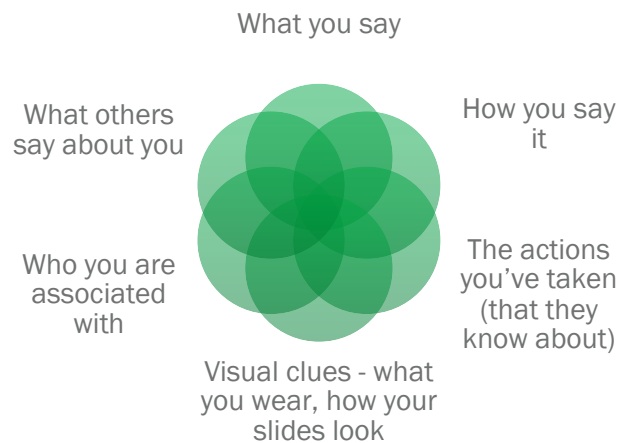 What you say
How you say
it
The actions
you’ve taken
(that they
know about)
Visual clues - what
you wear, how your
slides look
Who you are
associated
with
What others
say about you